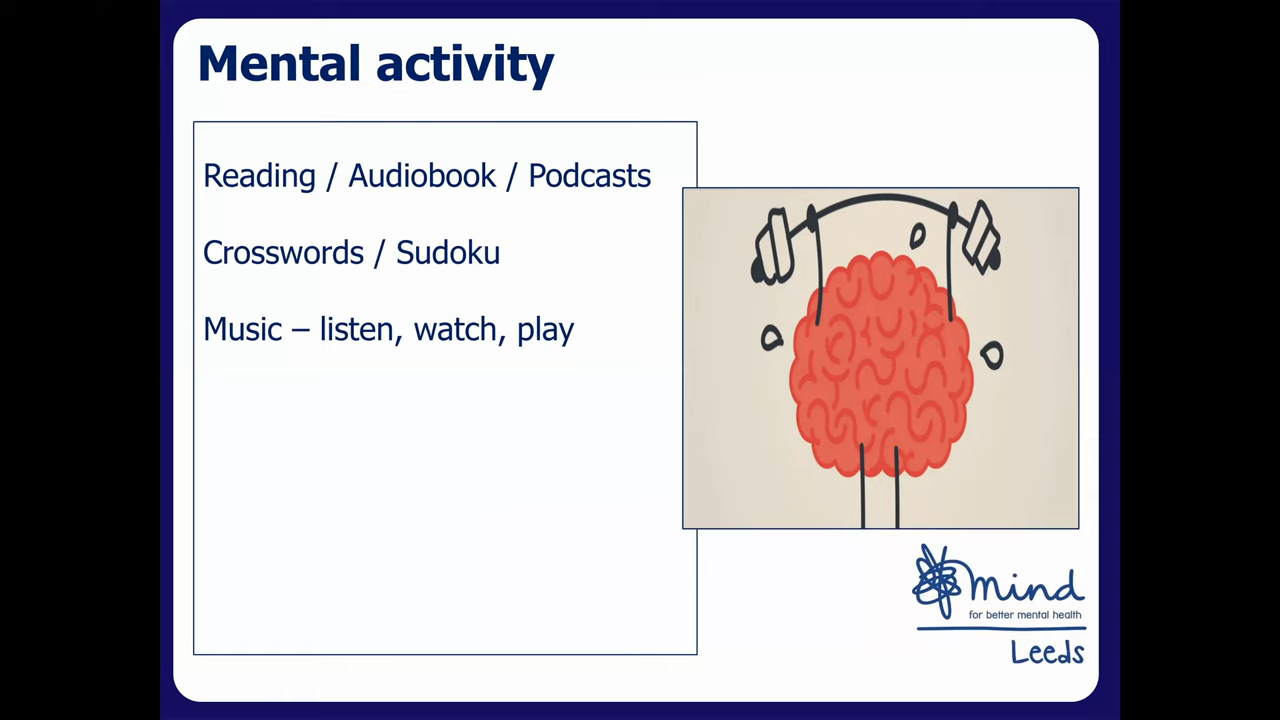 Mental activity
Reading / Audiobook / Podcasts
Crosswords / Sudoku
Music – listen, watch, play
mind
for better mental health
Leeds